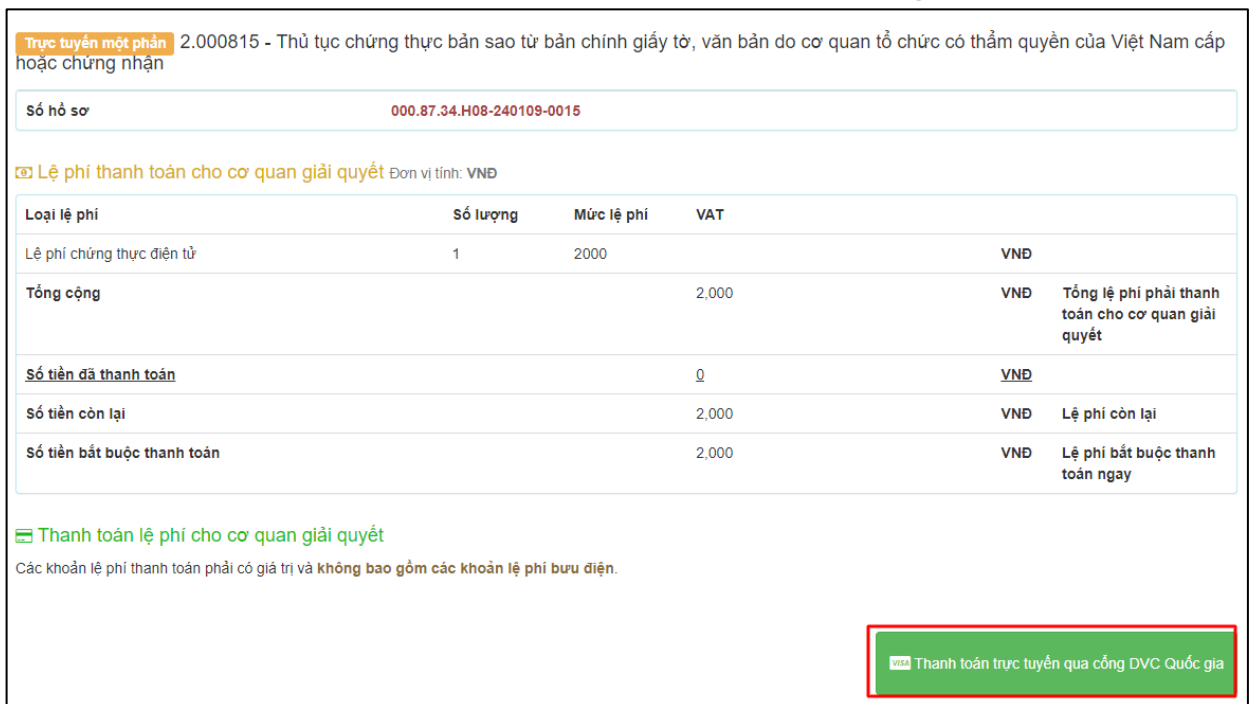 Trực tuyến một phần 2.000815 - Thủ tục chứng thực bản sao từ bản chính giấy tờ, văn bản do cơ quan tổ chức có thẩm quyền của Việt Nam cấp
hoặc chứng nhận
Số hồ sơ 000.87.34.H08-240109-0015
Lệ phí thanh toán cho cơ quan giải quyết Đơn vị tính: VNĐ
Loại lệ phí Số lượng Mức lệ phí VAT
Lệ phí chứng thực điện tử 1 2000 VNĐ
Tổng cộng 2,000 VNĐ Tổng lệ phí phải thanh
toán cho cơ quan giải
quyết
Số tiền đã thanh toán 0 VNĐ
Số tiền còn lại 2,000 VNĐ Lệ phí còn lại
Số tiền bắt buộc thanh toán 2,000 VNĐ Lệ phí bắt buộc thanh
toán ngay
Thanh toán lệ phí cho cơ quan giải quyết
Các khoản lệ phí thanh toán phải có giá trị và không bao gồm các khoản lệ phí bưu điện.
VISA Thanh toán trực tuyến qua cổng DVC Quốc gia